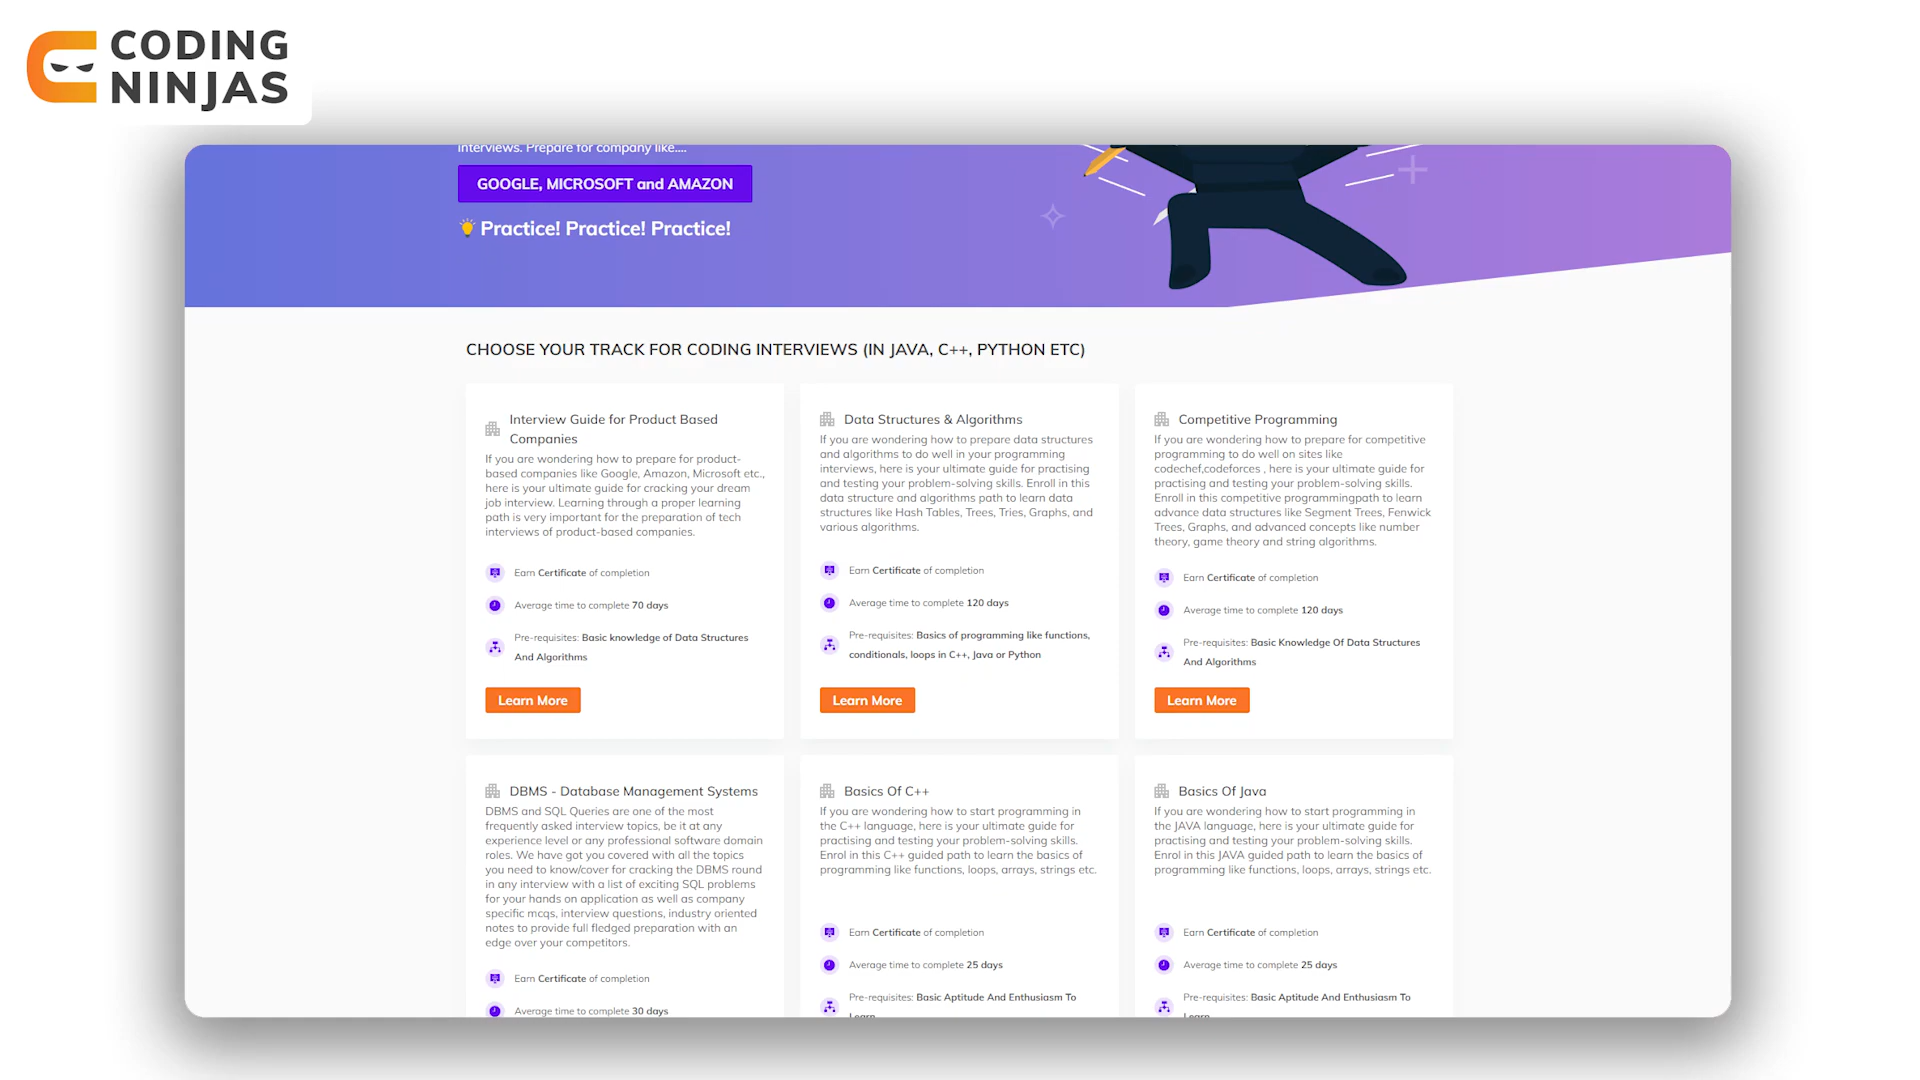 CODING
NINJAS
interviews. Prepare for company like....
GOOGLE, MICROSOFT and AMAZON
Practice! Practice! Practice!
CHOOSE YOUR TRACK FOR CODING INTERVIEWS (IN JAVA, C++, PYTHON ETC)
Interview Guide for Product Based
Companies
If you are wondering how to prepare for product-
based companies like Google, Amazon, Microsoft etc.,
here is your ultimate guide for cracking your dream
job interview. Learning through a proper learning
path is very important for the preparation of tech
interviews of product-based companies.
Earn Certificate of completion
Average time to complete 70 days
Pre-requisites: Basic knowledge of Data Structures
And Algorithms
Learn More
Data Structures & Algorithms
If you are wondering how to prepare data structures
and algorithms to do well in your programming
interviews, here is your ultimate guide for practising
and testing your problem-solving skills. Enroll in this
data structure and algorithms path to learn data
structures like Hash Tables, Trees, Tries, Graphs, and
various algorithms.
Earn Certificate of completion
Average time to complete 120 days
Pre-requisites: Basics of programming like functions,
conditionals, loops in C++, Java or Python
Learn More
Competitive Programming
If you are wondering how to prepare for competitive
programming to do well on sites like
codechef,codeforces , here is your ultimate guide for
practising and testing your problem-solving skills.
Enroll in this competitive programmingpath to learn
advance data structures like Segment Trees, Fenwick
Trees, Graphs, and advanced concepts like number
theory, game theory and string algorithms.
Earn Certificate of completion
Average time to complete 120 days
Pre-requisites: Basic Knowledge Of Data Structures
And Algorithms
Learn More
DBMS - Database Management Systems
DBMS and SQL Queries are one of the most
frequently asked interview topics, be it at any
experience level or any professional software domain
roles. We have got you covered with all the topics
you need to know/cover for cracking the DBMS round
in any interview with a list of exciting SQL problems
for your hands on application as well as company
specific mcqs, interview questions, industry oriented
notes to provide full fledged preparation with an
edge over your competitors.
Earn Certificate of completion
Average time to complete 30 days
Basics Of C++
If you are wondering how to start programming in
the C++ language, here is your ultimate guide for
practising and testing your problem-solving skills.
Enrol in this C++ guided path to learn the basics of
programming like functions, loops, arrays, strings etc.
Earn Certificate of completion
Average time to complete 25 days
Pre-requisites: Basic Aptitude And Enthusiasm To
Learn
Basics Of Java
If you are wondering how to start programming in
the JAVA language, here is your ultimate guide for
practising and testing your problem-solving skills.
Enrol in this JAVA guided path to learn the basics of
programming like functions, loops, arrays, strings etc.
Earn Certificate of completion
Average time to complete 25 days
Pre-requisites: Basic Aptitude And Enthusiasm To
Learn